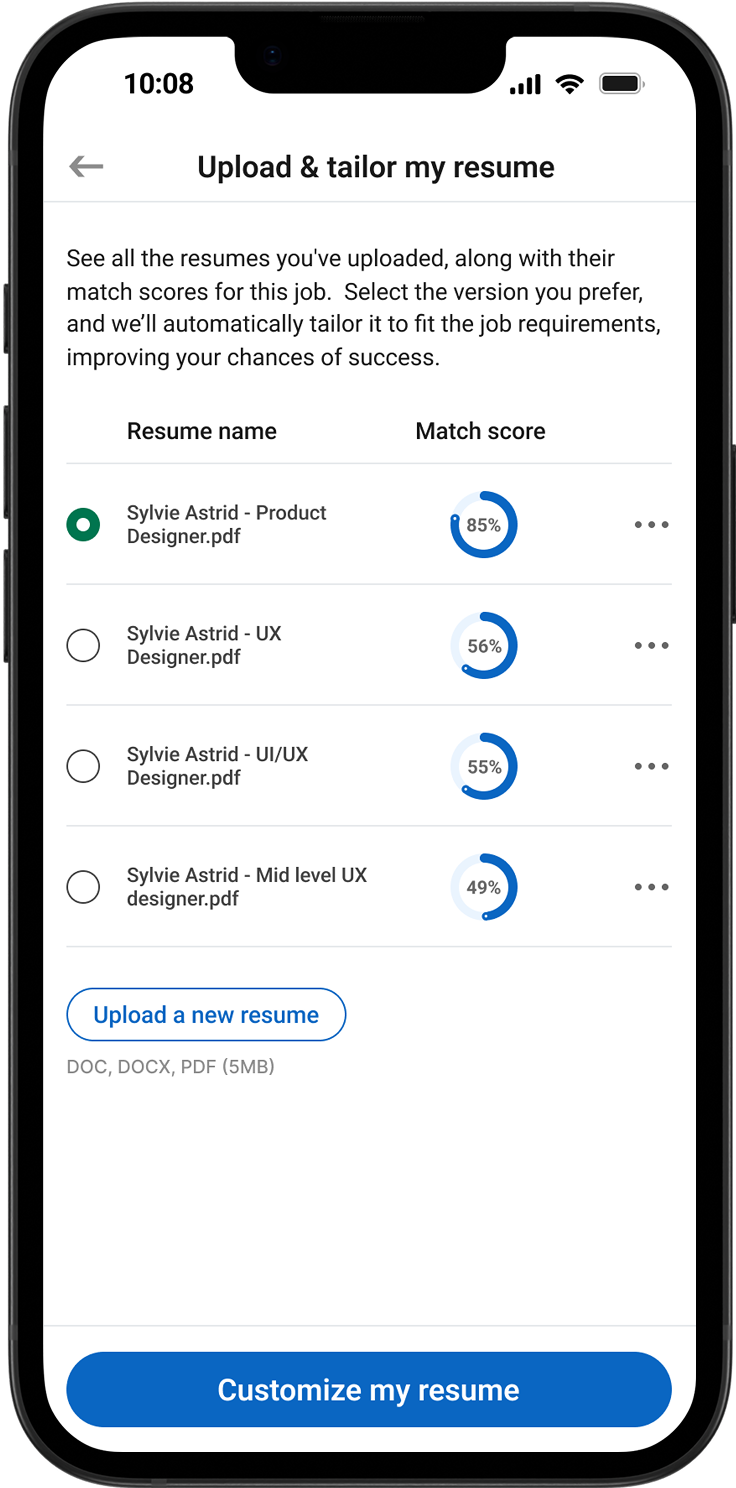 10:08
Upload & tailor my resume
See all the resumes you've uploaded, along with their
match scores for this job.  Select the version you prefer,
and we’ll automatically tailor it to fit the job requirements,
improving your chances of success.
Resume name Match score
Sylvie Astrid - Product
Designer.pdf
85%
Sylvie Astrid - UX
Designer.pdf
56%
Sylvie Astrid - UI/UX
Designer.pdf
55%
Sylvie Astrid - Mid level UX
designer.pdf
49%
Upload a new resume
DOC, DOCX, PDF (5MB)
Customize my resume